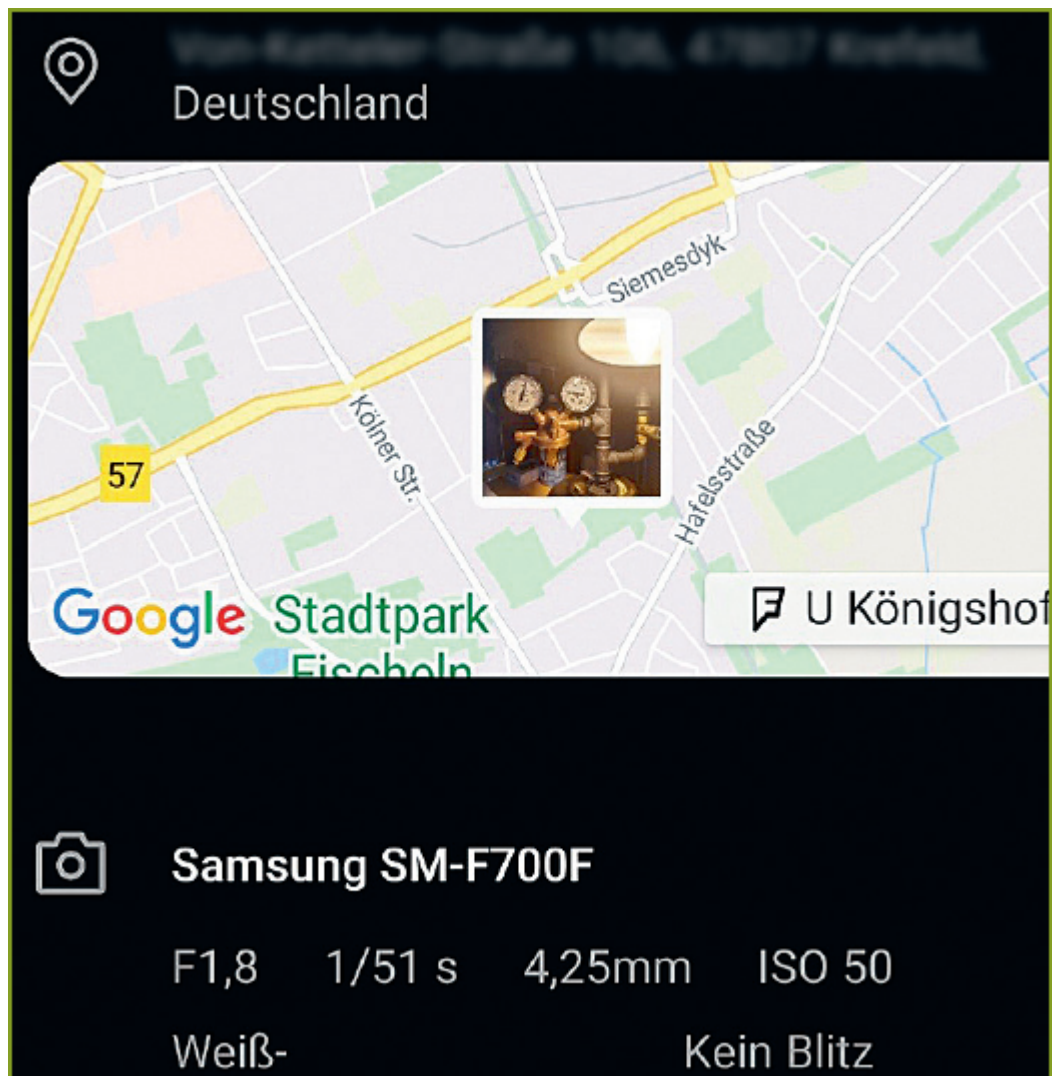 Deutschland
Siemesdyk
Kölner Str.
57
Hafelsstraße
Google
Stadtpark
Fischeln
U Königshof
Samsung SM-F700F
F1,8 1/51 s 4,25mm ISO 50
Weiß- Kein Blitz